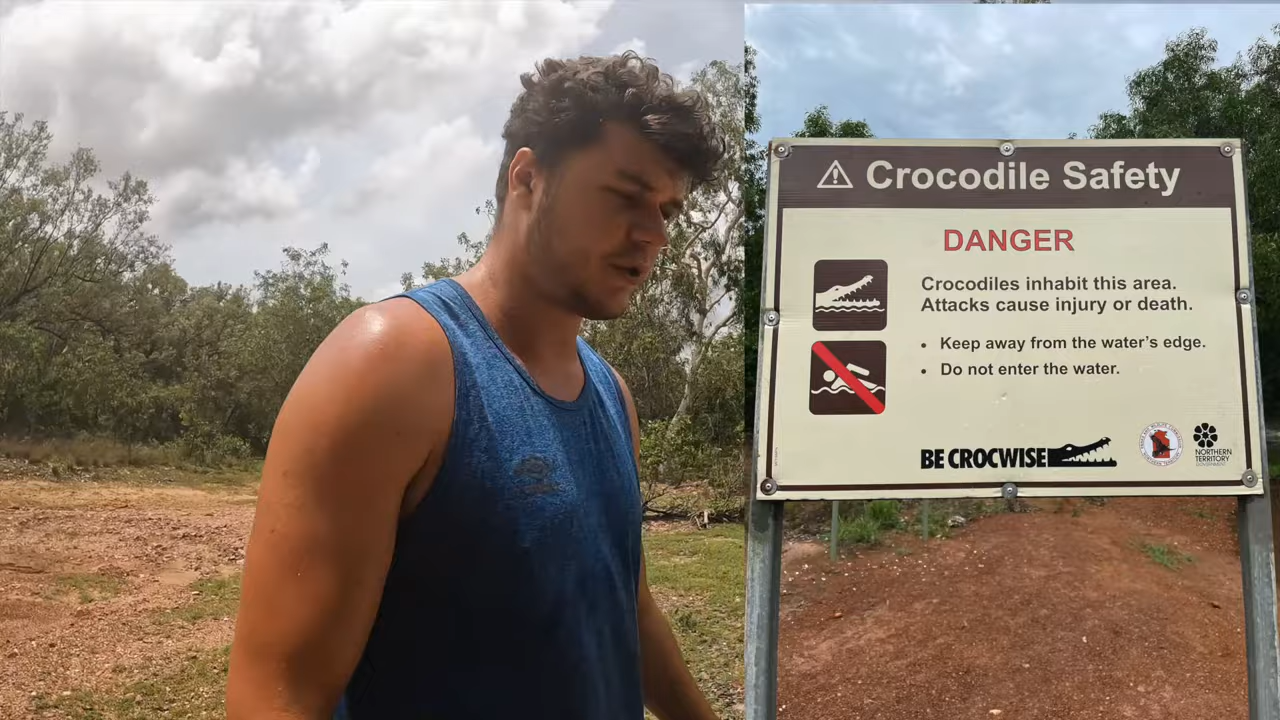 Crocodile Safety
DANGER
Crocodiles inhabit this area.
Attacks cause injury or death.
• Keep away from the water's edge.
• Do not enter the water.
BE CROCWISE
NORTHERN
TERRITORY
GOVERNMENT